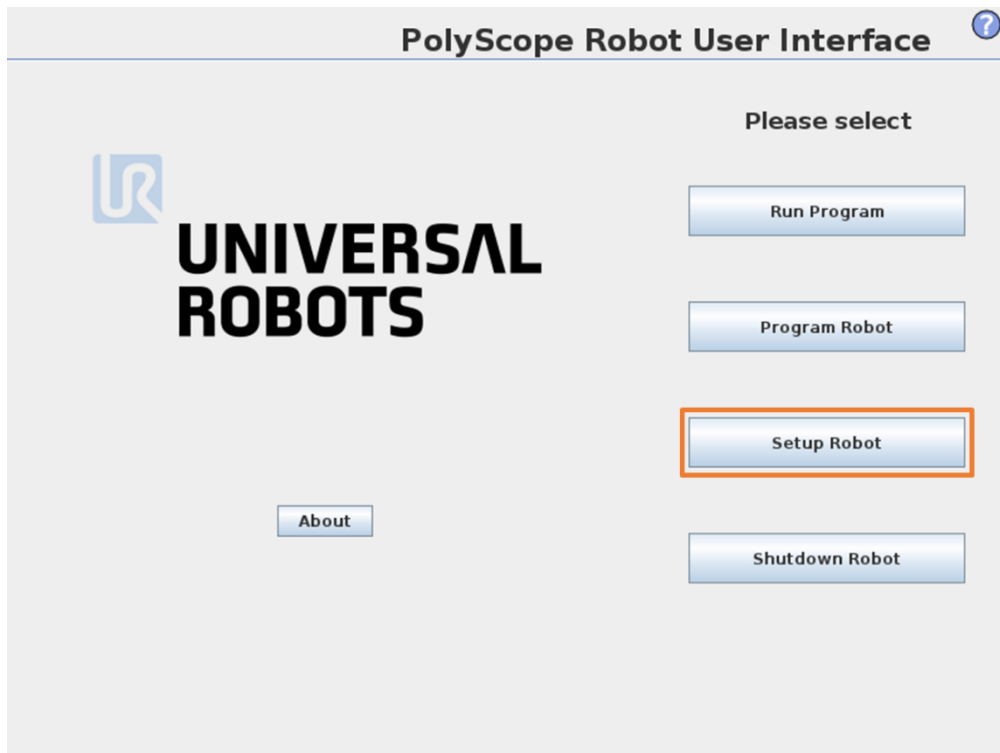 PolyScope Robot User Interface
?
Please select
UR
UNIVERSAL
ROBOTS
Run Program
Program Robot
Setup Robot
About
Shutdown Robot